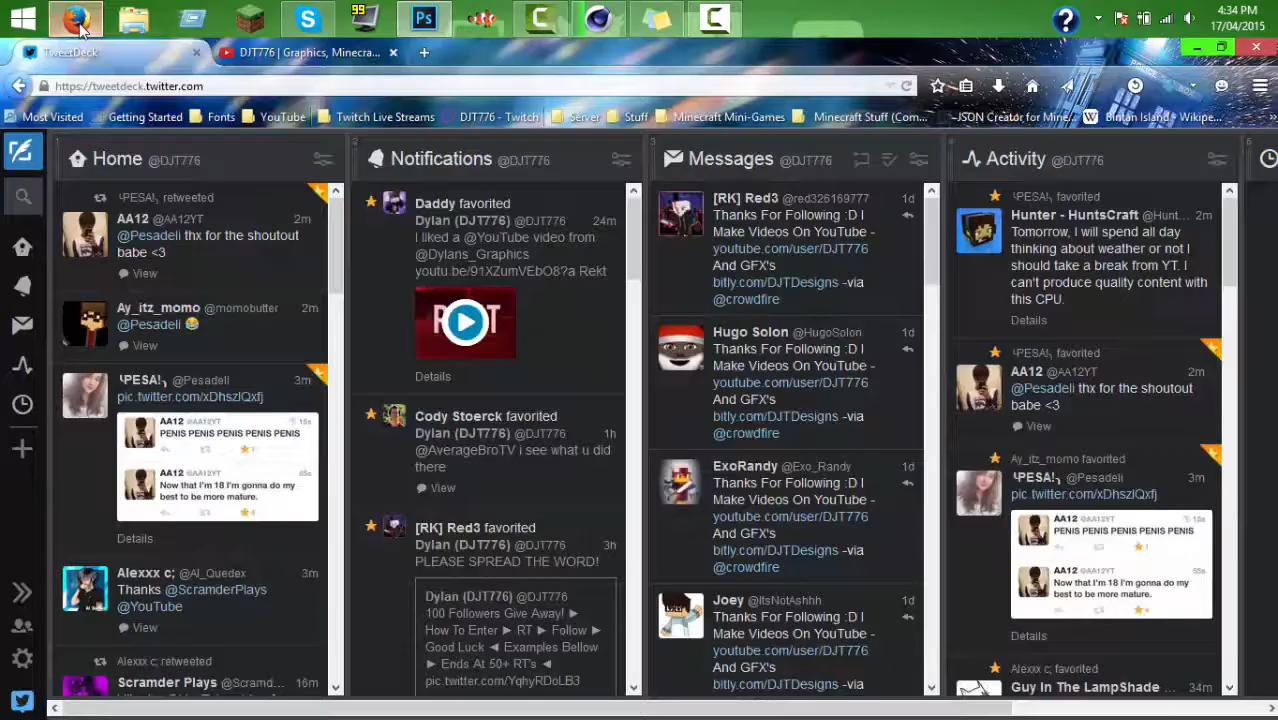 99
Ps
4:34 PM
17/04/2015
TweetDeck
DJT776 | Graphics, Minecra...
https://tweetdeck.twitter.com
Most Visited
Getting Started
Fonts
YouTube
Twitch Live Streams
DJT776 - Twitch
Server
Stuff
Minecraft Mini-Games
Minecraft Stuff (Com...
JSON Creator for Mine...
Bintan Island - Wikipe...
Home @DJT776
PESA! retweeted
AA12 @AA12YT 2m
@Pesadeli thx for the shoutout
babe <3
View
Ay_itz_momo @momobutter 2m
@Pesadeli 😂
View
PESA! @Pesadeli 3m
pic.twitter.com/xDhszlQxfj
AA12 @AA12YT 15s
PENIS PENIS PENIS PENIS
1
AA12 @AA12YT
Now that I'm 18 I'm gonna do my
best to be more mature.
Details
Alexxx c; @Al_Quedex 3m
Thanks @ScramderPlays
@YouTube
View
Alexxx c; retweeted
Scramder Plays @Scramd... 16m
2
Notifications @DJT776
Daddy favorited
Dylan (DJT776) @DJT776 24m
I liked a @YouTube video from
@Dylans_Graphics
youtu.be/91XZumVEbO8?a Rekt
Details
Cody Stoerck favorited
Dylan (DJT776) @DJT776 1h
@AverageBroTV i see what u did
there
View
[RK] Red3 favorited
Dylan (DJT776) @DJT776 3h
PLEASE SPREAD THE WORD!
Dylan (DJT776) @DJT776
100 Followers Give Away! ►
How To Enter ► RT ► Follow ►
Good Luck ◄ Examples Bellow
► Ends At 50+ RT's ◄
pic.twitter.com/YqhyRDoLB3
3
Messages @DJT776
[RK] Red3 @red326169777 1d
Thanks For Following :D I
Make Videos On YouTube -
youtube.com/user/DJT776
And GFX's
bitly.com/DJTDesigns -via
@crowdfire
Hugo Solon @HugoSolon 1d
Thanks For Following :D I
Make Videos On YouTube -
youtube.com/user/DJT776
And GFX's
bitly.com/DJTDesigns -via
@crowdfire
ExoRandy @Exo_Randy 1d
Thanks For Following :D I
Make Videos On YouTube -
youtube.com/user/DJT776
And GFX's
bitly.com/DJTDesigns -via
@crowdfire
Joey @ItsNotAshhh 1d
Thanks For Following :D I
Make Videos On YouTube -
youtube.com/user/DJT776
And GFX's
bitly.com/DJTDesigns -via
4
Activity @DJT776
PESA! favorited
Hunter - HuntsCraft @Hunt... 2m
Tomorrow, I will spend all day
thinking about weather or not I
should take a break from YT. I
can't produce quality content with
this CPU.
Details
PESA! favorited
AA12 @AA12YT 2m
@Pesadeli thx for the shoutout
babe <3
View
Ay_itz_momo favorited
PESA! @Pesadeli 3m
pic.twitter.com/xDhszlQxfj
AA12 @AA12YT
PENIS PENIS PENIS PENIS
1
AA12 @AA12YT
Now that I'm 18 I'm gonna do my
best to be more mature.
Details
Alexxx c; favorited
Guy In The LampShade ... 34m